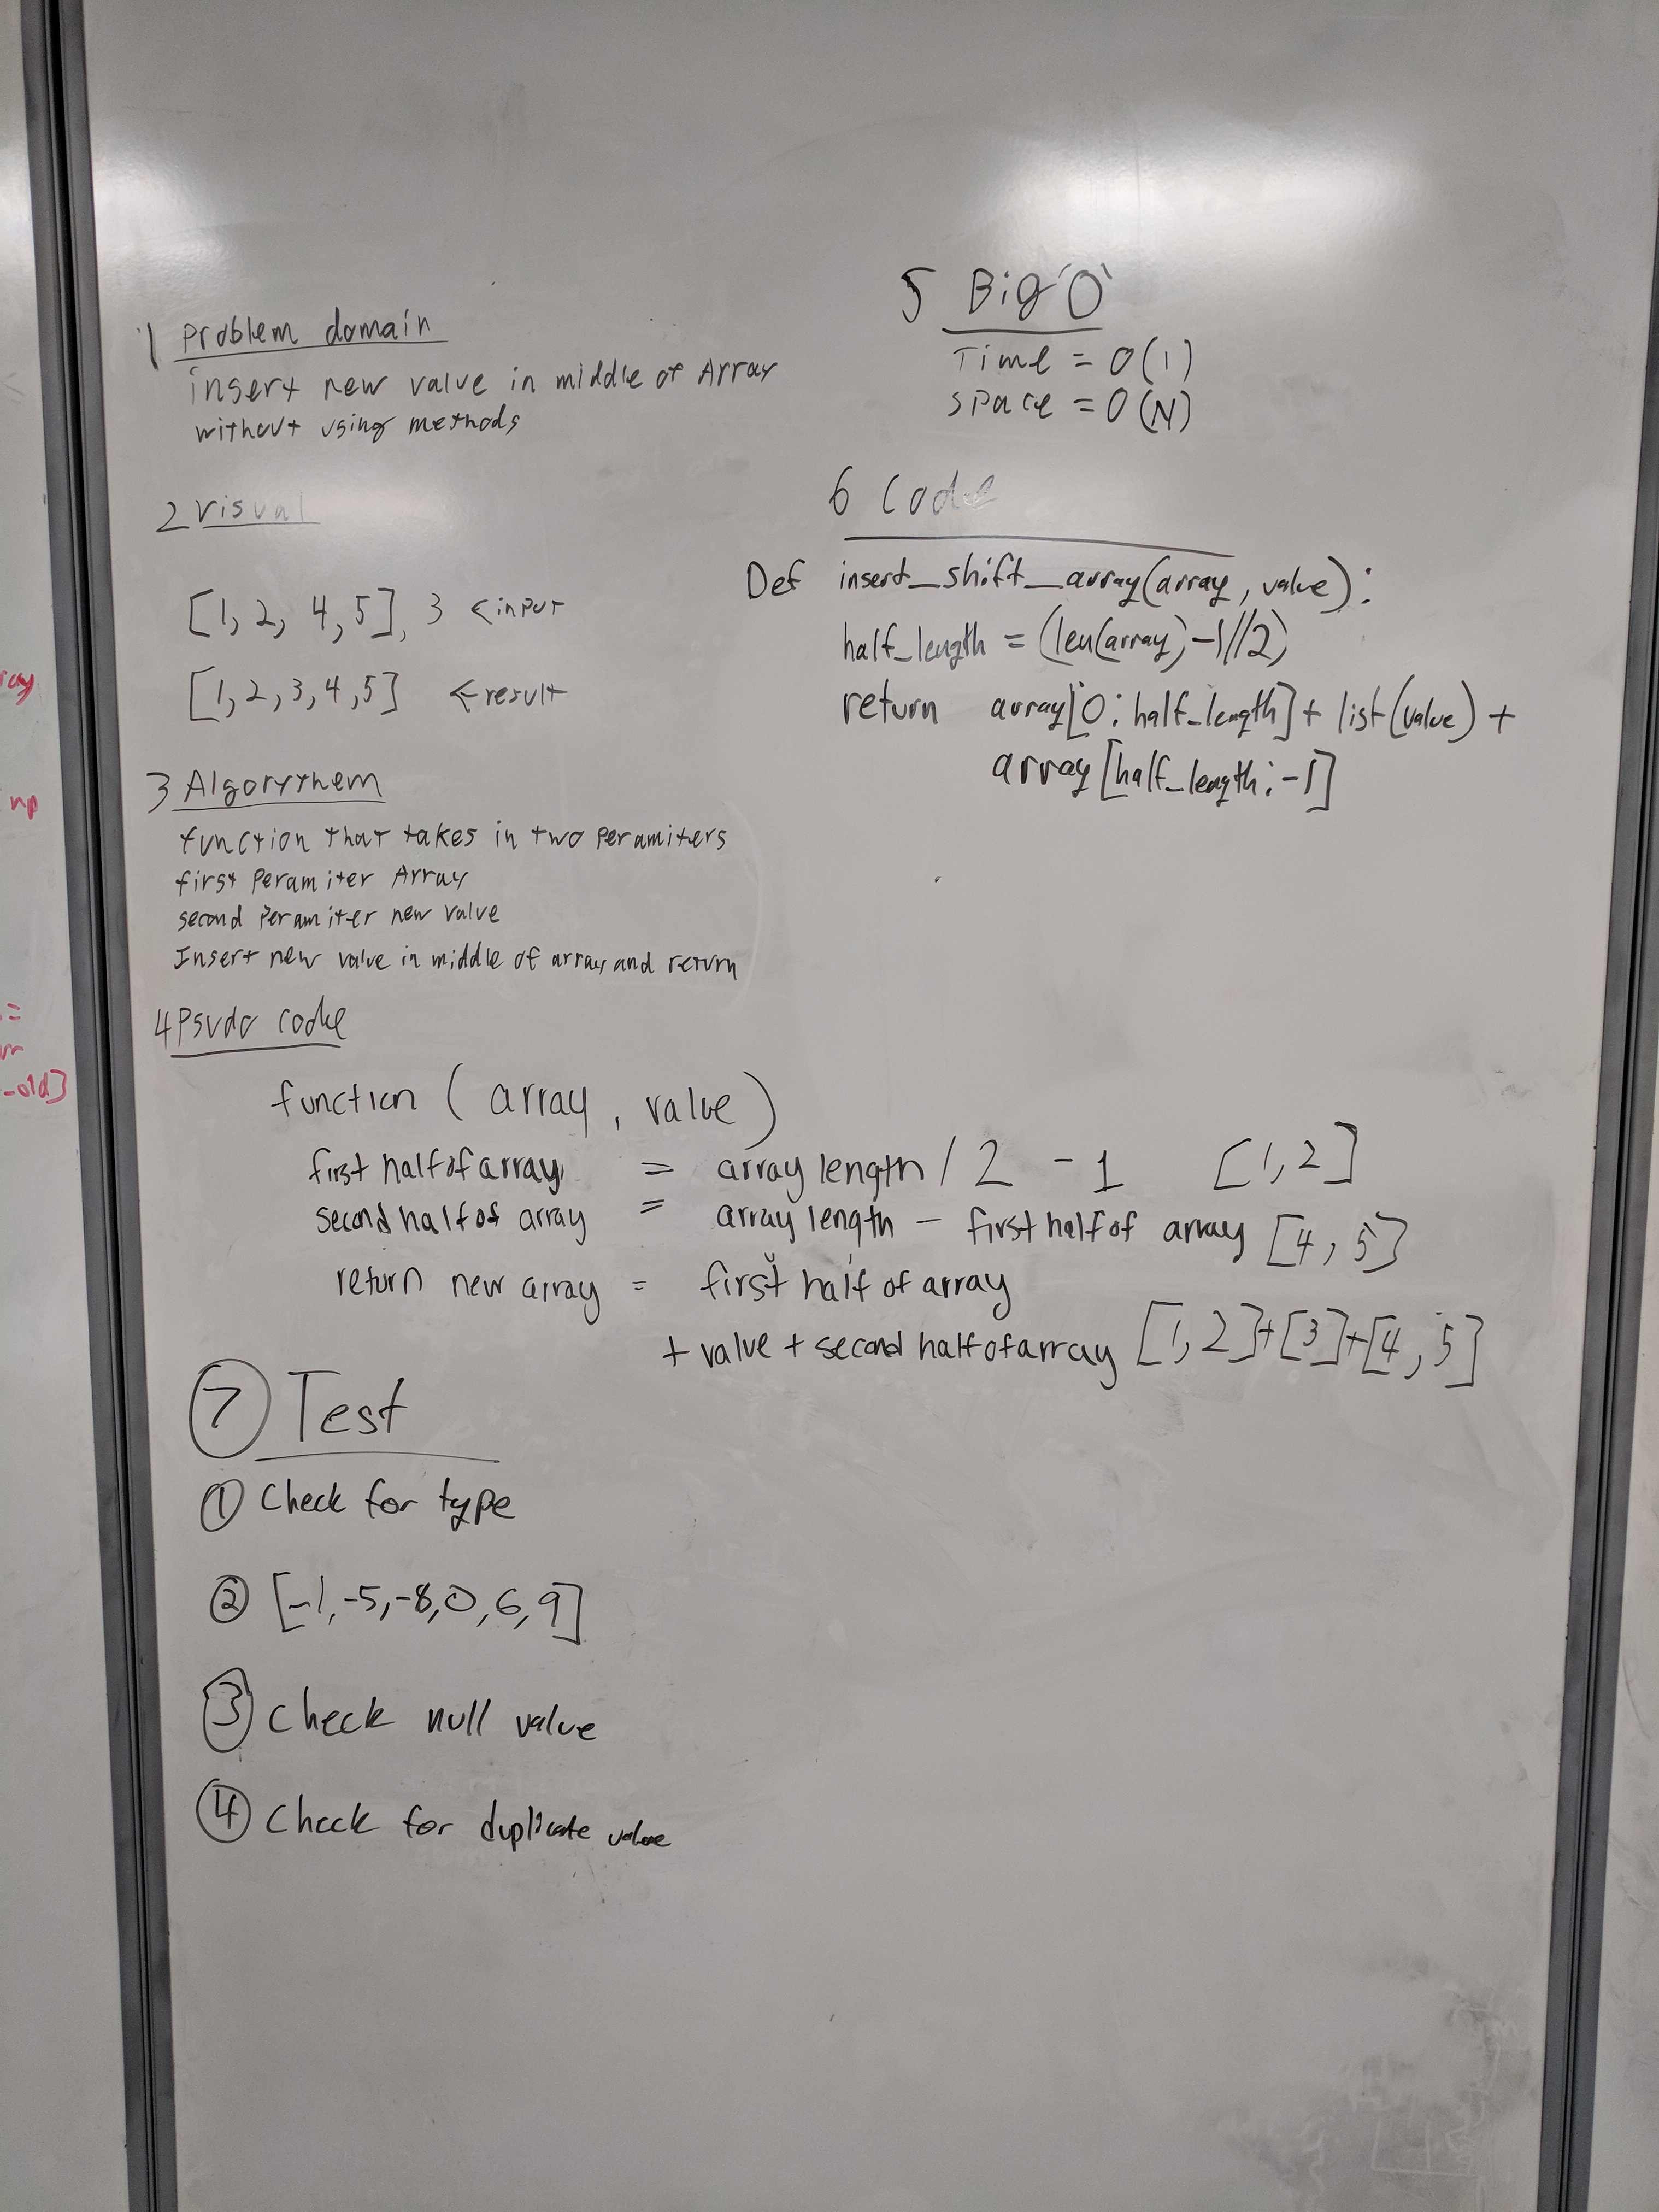 1 Problem domain
insert new value in middle of Array
without using methods
2 Visual
[1, 2, 4, 5], 3 <-input
[1, 2, 3, 4, 5] <-result
3 Algorythem
function that takes in two Peramiters
first Peramiter Array
second Peramiter new value
Insert new value in middle of array and return
4 Psudo code
function ( array , value )
first half of array = array length / 2 - 1 [1, 2]
second half of array = array length - first half of array [4, 5]
return new array = first half of array
+ value + second half of array [1, 2]+[3]+[4, 5]
5 Big 'O'
Time = O(1)
space = O(N)
6 Code
Def insert_shift_array(array, value):
half_length = (len(array)-1//2)
return array[0:half_length]+ list(value) +
array[half_length:-1]
7 Test
1 Check for type
2 [-1,-5,-8,0,6,9]
3 Check null value
4 Check for duplicate value
ray
np
=
_old]